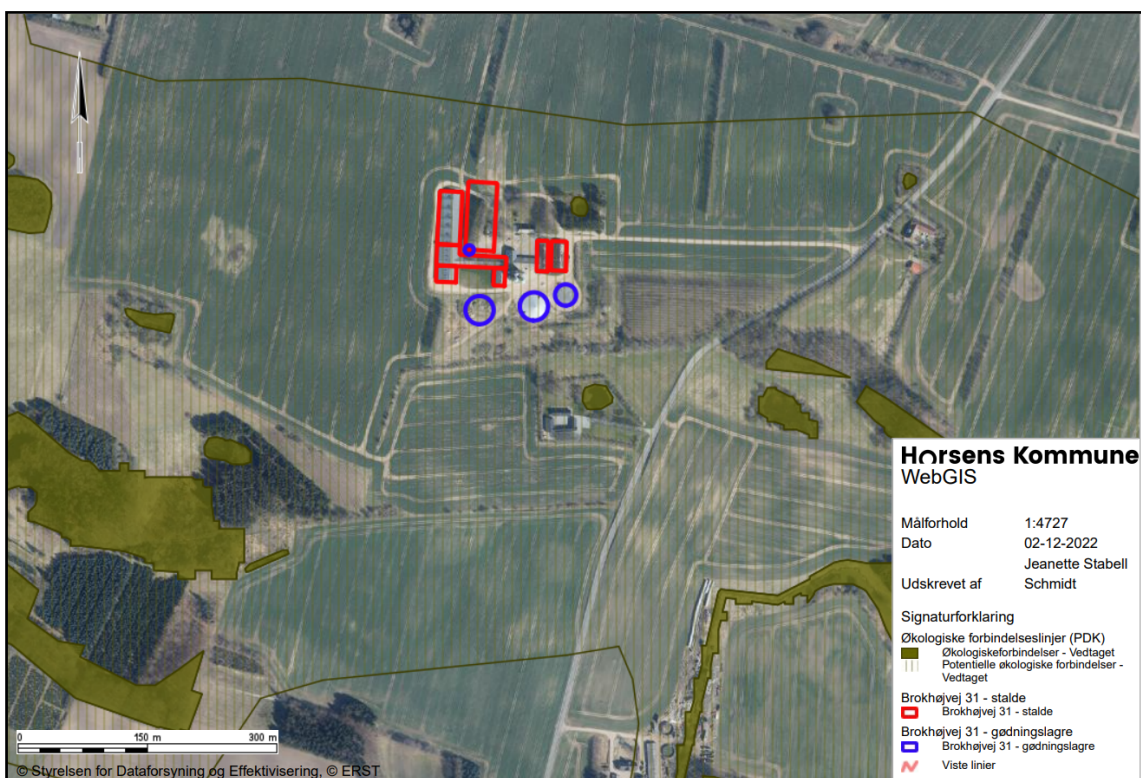 Horsens Kommune
WebGIS
Målforhold 1:4727
Dato 02-12-2022
Jeanette Stabell
Udskrevet af Schmidt
Signaturforklaring
Økologiske forbindelseslinjer (PDK)
Økologiskeforbindelser - Vedtaget
Potentielle økologiske forbindelser -
Vedtaget
Brokhøjvej 31 - stalde
Brokhøjvej 31 - stalde
Brokhøjvej 31 - gødningslagre
Brokhøjvej 31 - gødningslagre
Viste linier
0 150 m 300 m
© Styrelsen for Dataforsyning og Effektivisering, © ERST